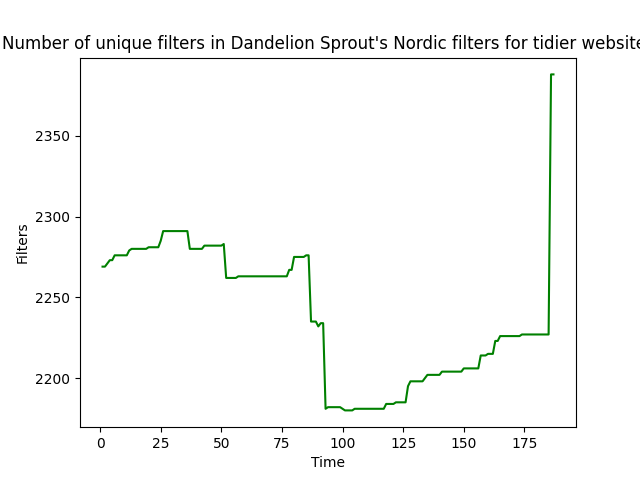 Number of unique filters in Dandelion Sprout's Nordic filters for tidier website
2350
2300
2250
2200
Filters
0 25 50 75 100 125 150 175
Time